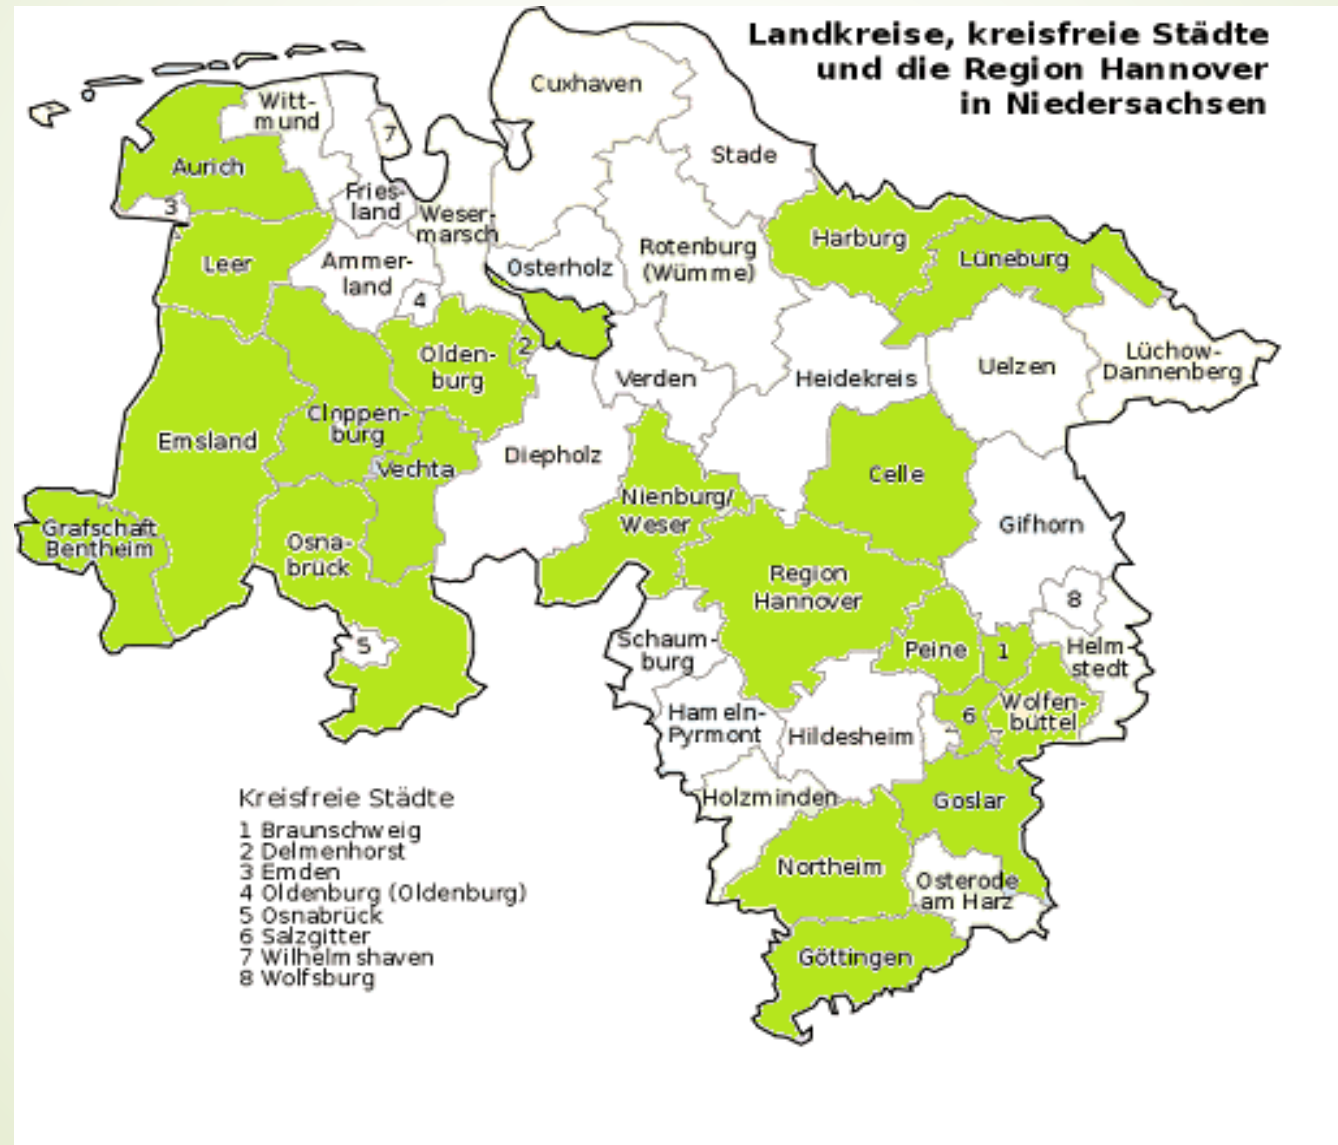 Landkreise, kreisfreie Städte
und die Region Hannover
in Niedersachsen
Cuxhaven
Witt-
mund
7
Stade
Aurich
Fries-
land
3
Weser-
marsch
Harburg
Rotenburg
(Wümme)
Lüneburg
Leer
Ammer-
land
Osterholz
4
2
Olden-
burg
Verden
Heidekreis
Uelzen
Lüchow-
Dannenberg
Cloppen-
burg
Emsland
Vechta
Diepholz
Celle
Nienburg/
Weser
Gifhorn
Grafschaft
Bentheim
Osna-
brück
Region
Hannover
8
5
Schaum-
burg
Peine
1
Helm-
stedt
Hameln-
Pyrmont
Hildesheim
6
Wolfen-
büttel
Holzminden
Goslar
Northeim
Osterode
am Harz
Göttingen
Kreisfreie Städte
1 Braunschweig
2 Delmenhorst
3 Emden
4 Oldenburg (Oldenburg)
5 Osnabrück
6 Salzgitter
7 Wilhelmshaven
8 Wolfsburg